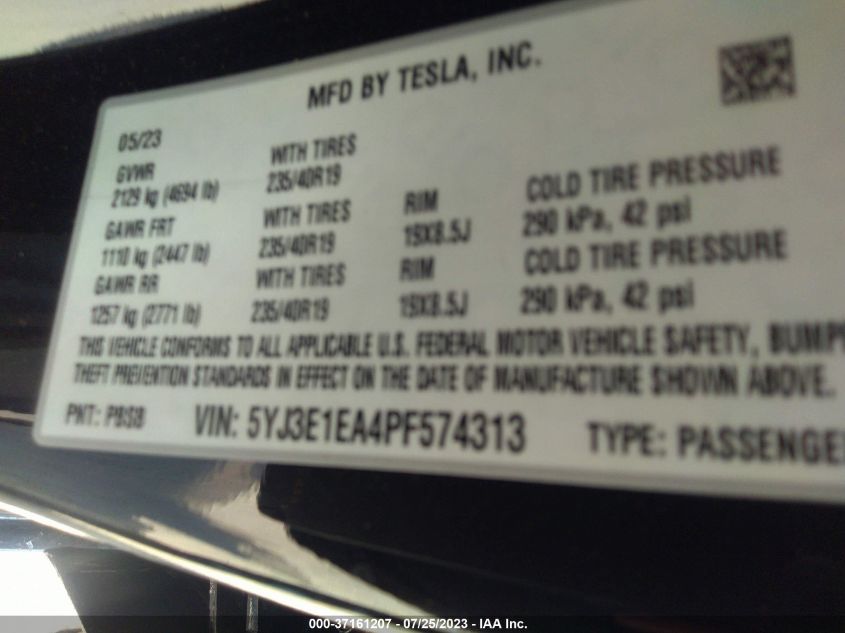 MFD BY TESLA, INC.
05/23
GVWR WITH TIRES
2129 kg (4694 lb) 235/40R19
GAWR FRT WITH TIRES RIM COLD TIRE PRESSURE
1110 kg (2447 lb) 235/40R19 19X8.5J 290 kPa, 42 psi
GAWR RR WITH TIRES RIM COLD TIRE PRESSURE
1257 kg (2771 lb) 235/40R19 19X8.5J 290 kPa, 42 psi
THIS VEHICLE CONFORMS TO ALL APPLICABLE U.S. FEDERAL MOTOR VEHICLE SAFETY, BUMPE
THEFT PREVENTION STANDARDS IN EFFECT ON THE DATE OF MANUFACTURE SHOWN ABOVE.
PNT: PBSB VIN: 5YJ3E1EA4PF574313 TYPE: PASSENGE
000-37161207 - 07/25/2023 - IAA Inc.